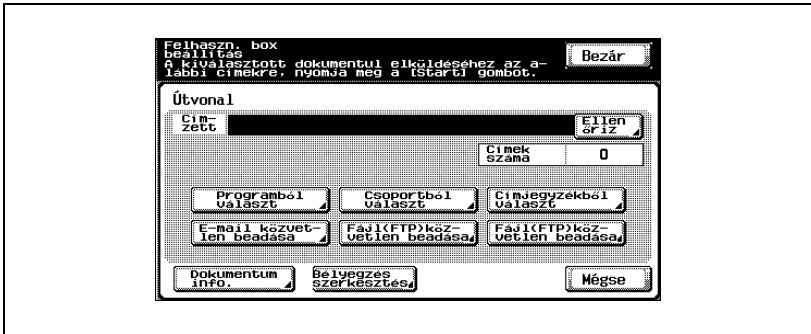 Felhaszn. box
beállítás
A kiválasztott dokumentul elküldéséhez az a-
lábbi címekre, nyomja meg a [Start] gombot.
Bezár
Útvonal
Cím-
zett
Ellen
őriz
Címek
száma
0
Programból
választ
Csoportból
választ
Címjegyzékből
választ
E-mail közvet-
len beadása
Fájl(FTP)köz-
vetlen beadása
Fájl(FTP)köz-
vetlen beadása
Dokumentum
info.
Bélyegzés
szerkesztés
Mégse